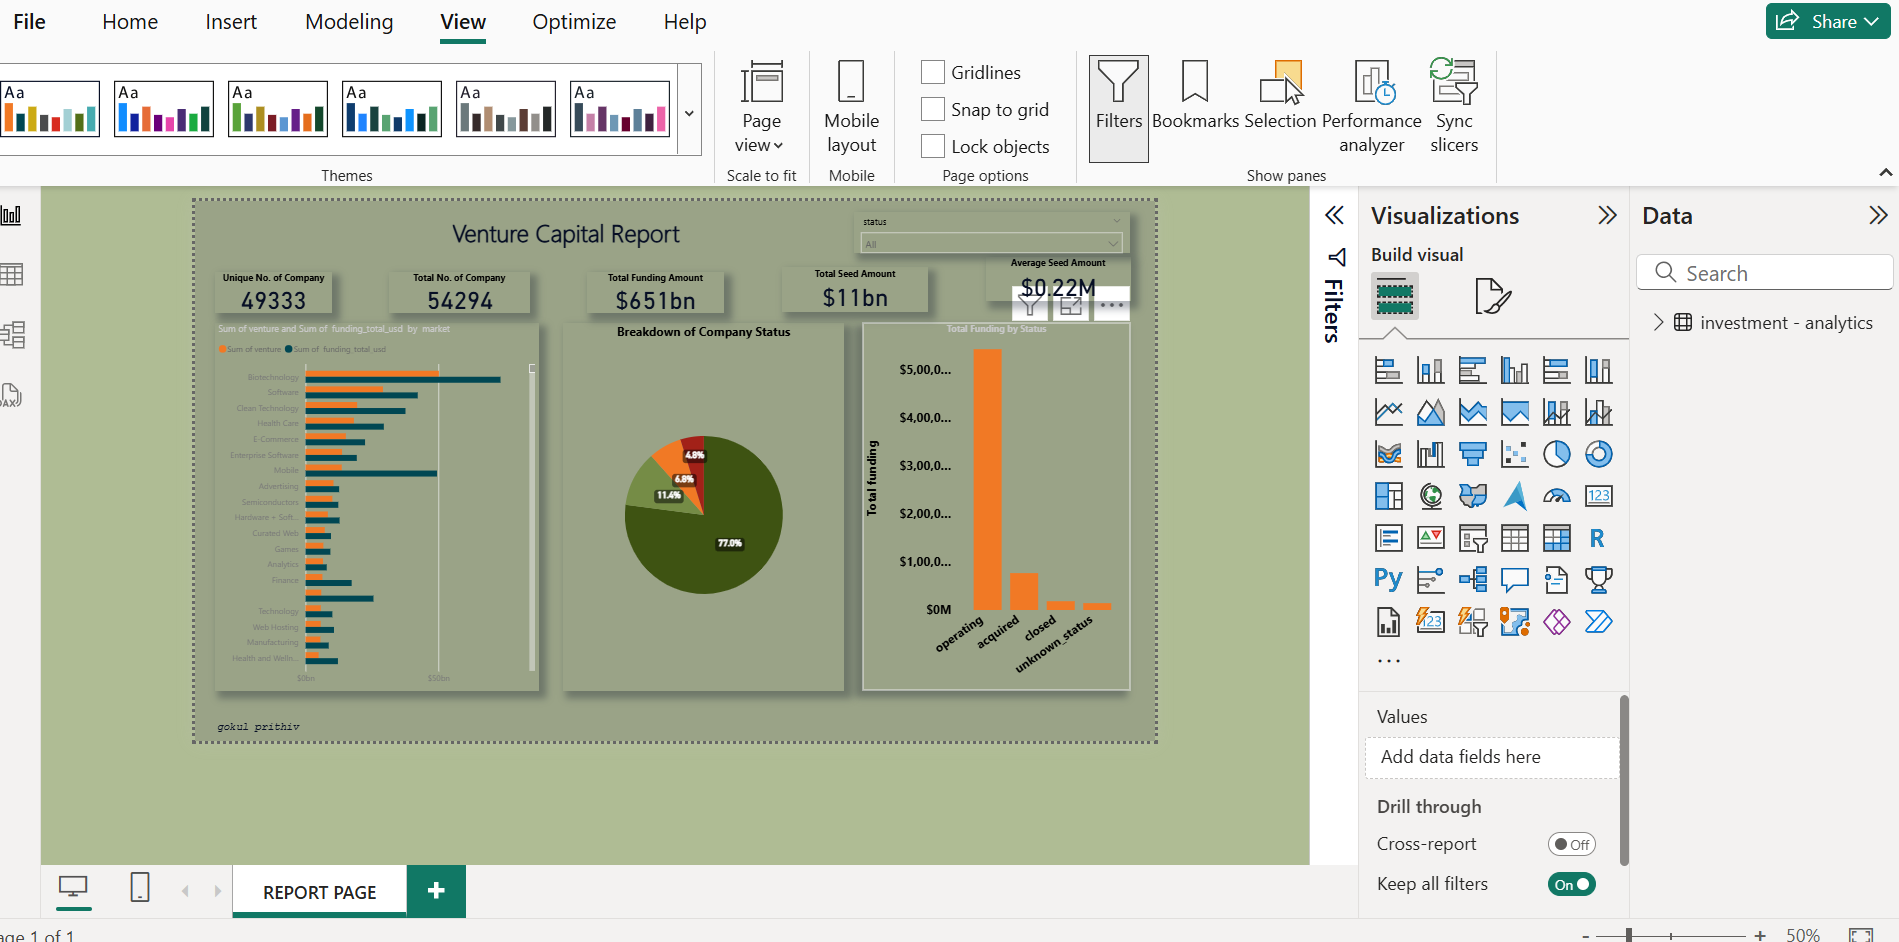 File Home Insert Modeling View Optimize Help Share
Aa Aa Aa Aa Aa Aa
Page view
Mobile layout
Gridlines
Snap to grid
Lock objects
Filters Bookmarks Selection Performance analyzer Sync slicers
Themes Scale to fit Mobile Page options Show panes
Venture Capital Report
status
All
Unique No. of Company
49333
Total No. of Company
54294
Total Funding Amount
$651bn
Total Seed Amount
$11bn
Average Seed Amount
$0.22M
Sum of venture and Sum of funding_total_usd by market
Sum of venture Sum of funding_total_usd
Biotechnology
Software
Clean Technology
Health Care
E-Commerce
Enterprise Software
Mobile
Advertising
Semiconductors
Hardware + Soft...
Curated Web
Games
Analytics
Finance
Technology
Web Hosting
Manufacturing
Health and Welln...
$0bn $50bn
Breakdown of Company Status
4.8%
6.8%
11.4%
77.0%
Total Funding by Status
Total funding
$5,00,0...
$4,00,0...
$3,00,0...
$2,00,0...
$1,00,0...
$0M
operating
acquired
closed
unknown_status
gokul prithiv
Filters
Visualizations
Build visual
123
R
Py
123
...
Values
Add data fields here
Drill through
Cross-report Off
Keep all filters On
Data
Search
investment - analytics
REPORT PAGE
age 1 of 1
- + 50%